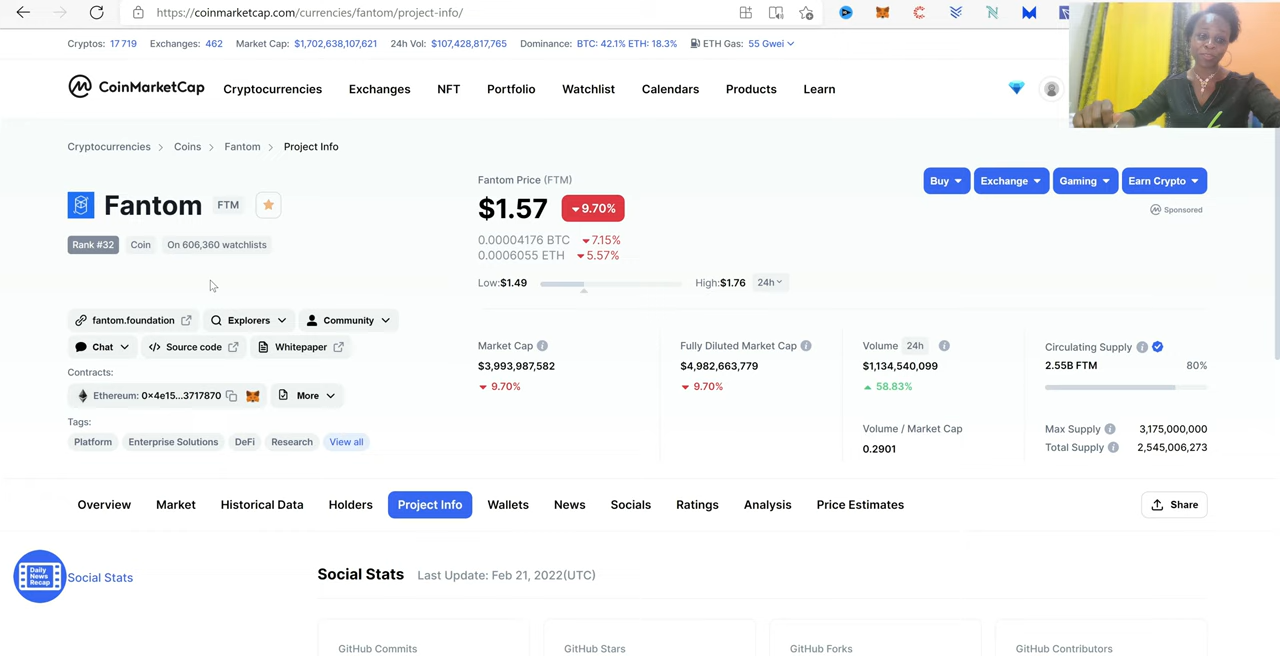 https://coinmarketcap.com/currencies/fantom/project-info/
Cryptos: 17 719 Exchanges: 462 Market Cap: $1,702,638,107,621 24h Vol: $107,428,817,765 Dominance: BTC: 42.1% ETH: 18.3% ETH Gas: 55 Gwei
CoinMarketCap Cryptocurrencies Exchanges NFT Portfolio Watchlist Calendars Products Learn
Cryptocurrencies > Coins > Fantom > Project Info
Fantom FTM
Rank #32 Coin On 606,360 watchlists
Fantom Price (FTM)
$1.57 9.70%
0.00004176 BTC 7.15%
0.0006055 ETH 5.57%
Low:$1.49 High:$1.76 24h
Buy Exchange Gaming Earn Crypto
Sponsored
fantom.foundation Explorers Community
Chat Source code Whitepaper
Contracts:
Ethereum: 0x4e15...3717870 More
Tags:
Platform Enterprise Solutions DeFi Research View all
Market Cap
$3,993,987,582
9.70%
Fully Diluted Market Cap
$4,982,663,779
9.70%
Volume 24h
$1,134,540,099
58.83%
Volume / Market Cap
0.2901
Circulating Supply
2.55B FTM 80%
Max Supply 3,175,000,000
Total Supply 2,545,006,273
Overview Market Historical Data Holders Project Info Wallets News Socials Ratings Analysis Price Estimates Share
Daily
News
Recap
Social Stats
Social Stats Last Update: Feb 21, 2022(UTC)
GitHub Commits GitHub Stars GitHub Forks GitHub Contributors